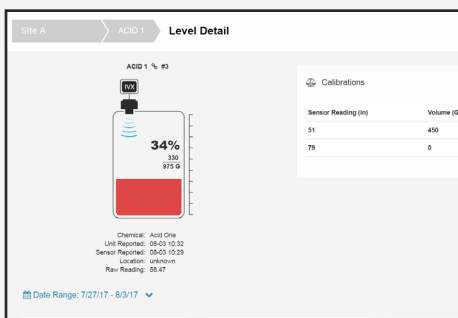 Site A
ACID 1
Level Detail
ACID 1 #3
IVX
34%
330
975 G
Chemical: Acid One
Unit Reported: 08-03 10:32
Sensor Reported: 08-03 10:29
Location: unknown
Raw Reading: 58.47
Date Range: 7/27/17 - 8/3/17
Calibrations
Sensor Reading (in) Volume (G
51 450
79 0